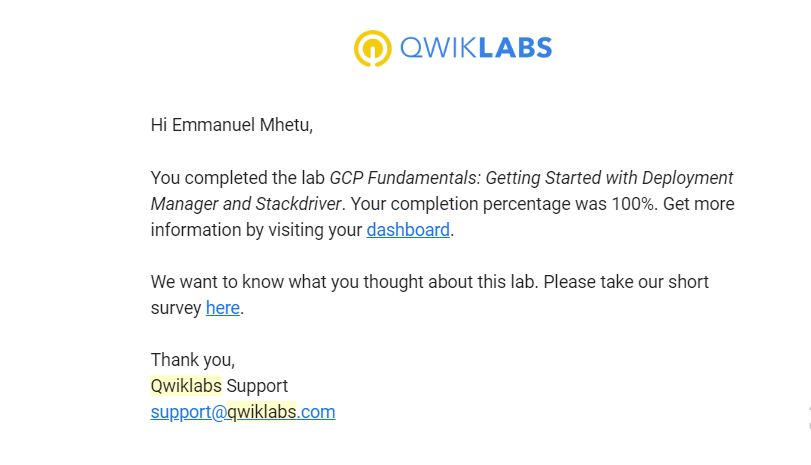 QWIKLABS
Hi Emmanuel Mhetu,
You completed the lab GCP Fundamentals: Getting Started with Deployment
Manager and Stackdriver. Your completion percentage was 100%. Get more
information by visiting your dashboard.
We want to know what you thought about this lab. Please take our short
survey here.
Thank you,
Qwiklabs Support
support@qwiklabs.com